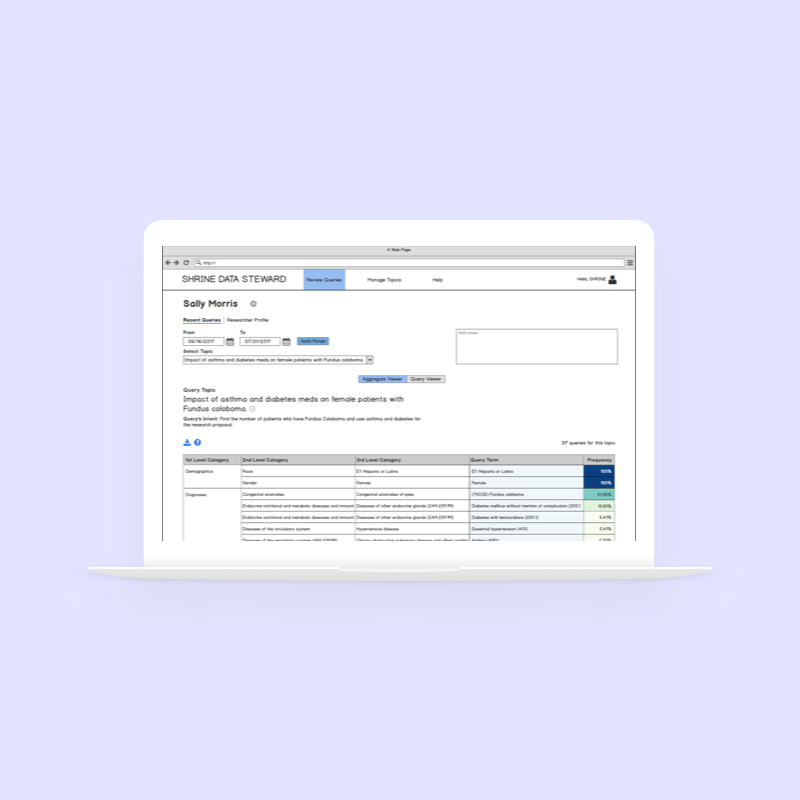 A Web Page
http://
SHRINE DATA STEWARD Review Queries Manage Topics Help Hello, SHRINE
Sally Morris
Recent Queries | Researcher Profile
From To
06/16/2017 07/31/2017 Apply Range
Add notes
Select Topic
Impact of asthma and diabetes meds on female patients with Fundus coloboma
Aggregate Viewer Query Viewer
Query Topic
Impact of asthma and diabetes meds on female patients with
Fundus coloboma.
Query's Intent: Find the number of patients who have Fundus Coloboma and use asthma and diabetes for
the research proposal.
37 queries for this topic
1st Level Category 2nd Level Category 3rd Level Category Query Term Frequency
Demographics Race E1 Hispanic or Latino E1 Hispanic or Latino 100%
Gender Female Female 100%
Diagnoses Congenital anomalies Congenital anomalies of eyes (743.52) Fundus coloboma
Endocrine nutritional and metabolic diseases and immuni Diseases of other endocrine glands (249-259.99) Diabetes mellitus without mention of complication (250.0 10.81%
Endocrine nutritional and metabolic diseases and immuni Diseases of other endocrine glands (249-259.99) Diabetes with ketoacidosis (250.1) 5.41%
Diseases of the circulatory system Hypertensive disease Essential hypertension (401) 5.41%